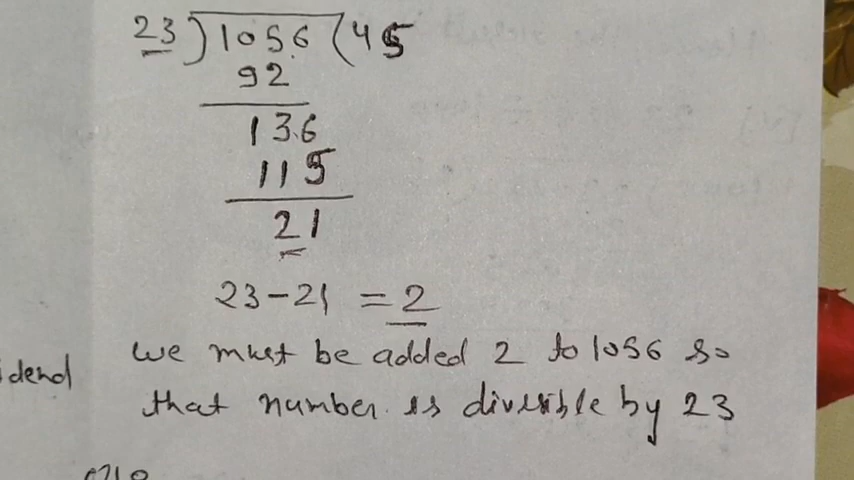 23)1056(45
92
136
115
21
23-21 = 2
we must be added 2 to 1056 so
idend that number is divisible by 23